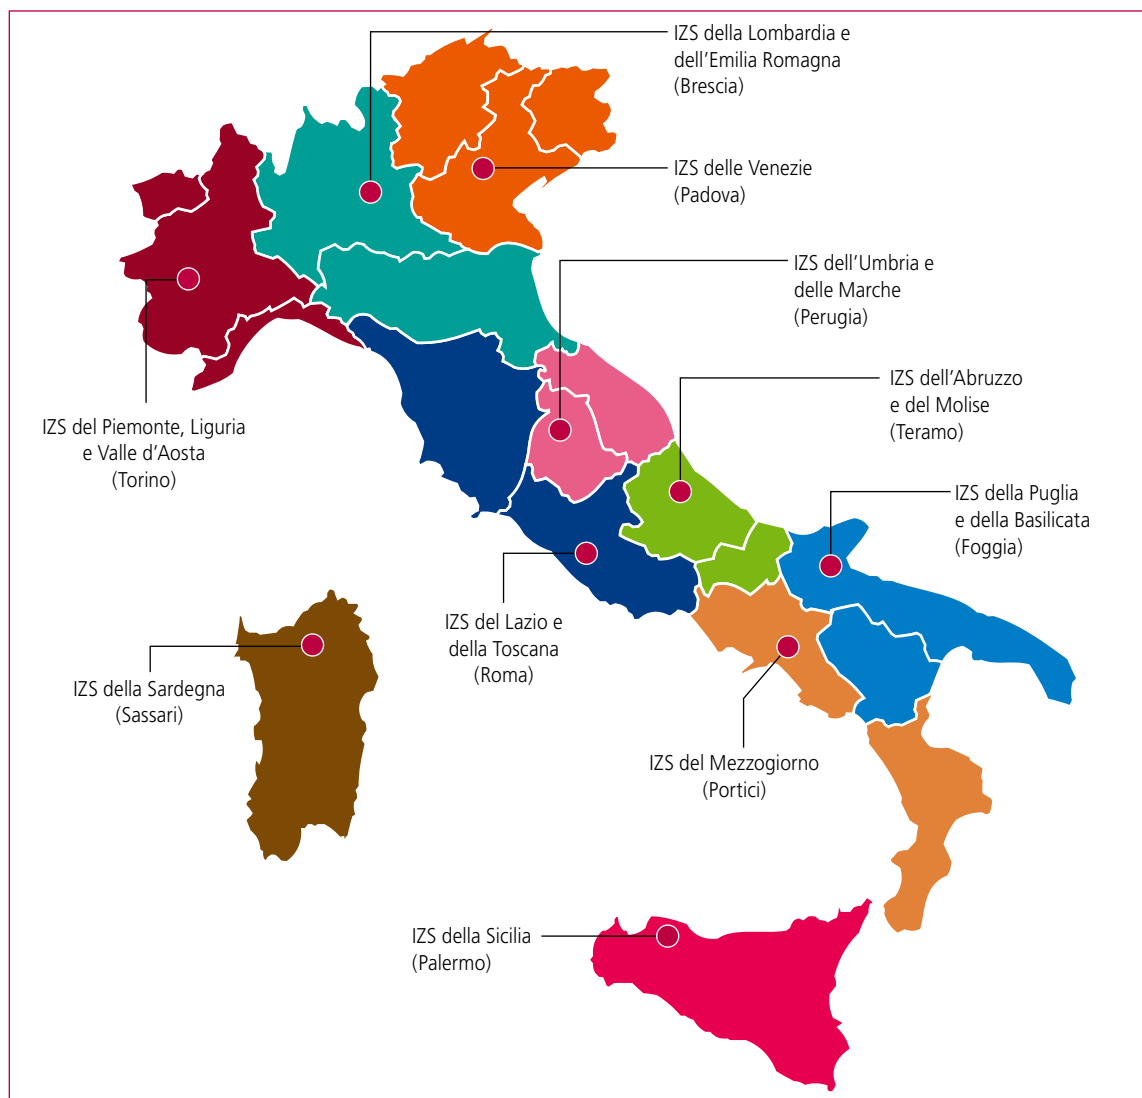 IZS della Lombardia e
dell'Emilia Romagna
(Brescia)
IZS delle Venezie
(Padova)
IZS dell'Umbria e
delle Marche
(Perugia)
IZS dell'Abruzzo
e del Molise
(Teramo)
IZS del Piemonte, Liguria
e Valle d'Aosta
(Torino)
IZS della Puglia
e della Basilicata
(Foggia)
IZS del Lazio e
della Toscana
(Roma)
IZS della Sardegna
(Sassari)
IZS del Mezzogiorno
(Portici)
IZS della Sicilia
(Palermo)